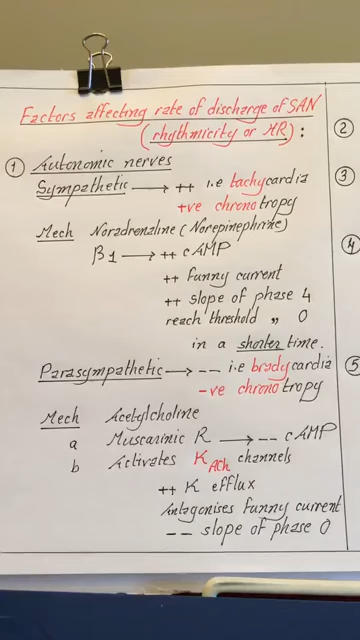 Factors affecting rate of discharge of SAN
(rhythmicity or HR):
① Autonomic nerves
Sympathetic → ++ i.e tachycardia
+ve chronotropy
Mech Noradrenaline (Norepinephrine)
β1 → ++ cAMP
++ funny current
++ slope of phase 4
reach threshold „ 0
in a shorter time.
Parasympathetic → -- i.e bradycardia
-ve chronotropy
Mech Acetylcholine
a Muscarinic R → -- cAMP
b Activates K ACh channels
++ K efflux
Antagonises funny current
-- slope of phase 0
②
③
④
⑤